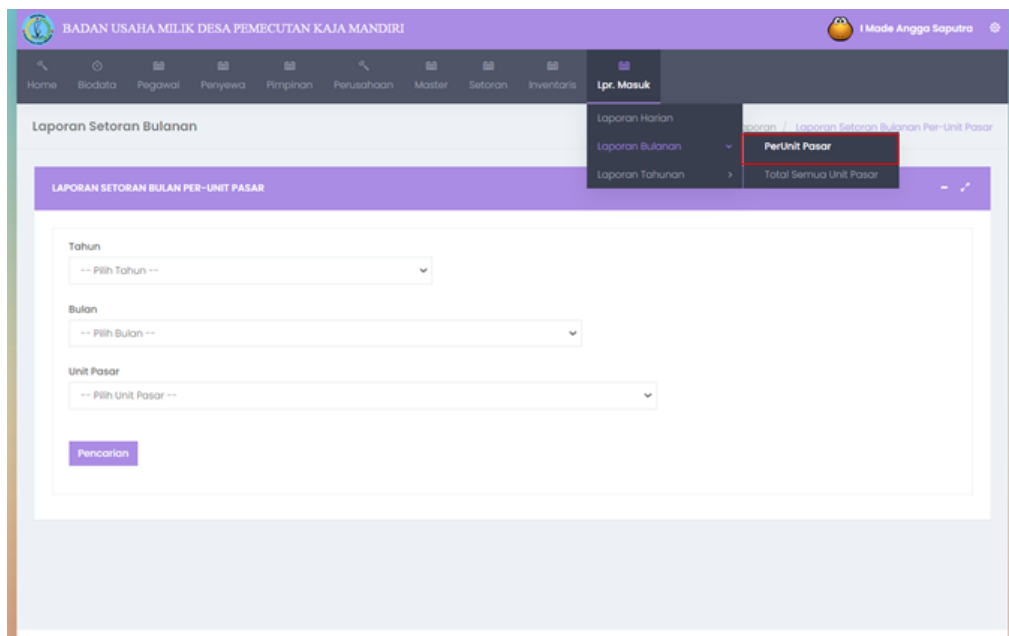 BADAN USAHA MILIK DESA PEMECUTAN KAJA MANDIRI
I Made Angga Saputra
Home Biodata Pegawai Penyewa Pimpinan Perusahaan Master Setoran Inventaris Lpr. Masuk
Laporan Setoran Bulanan
Laporan Harian
Laporan Bulanan
Laporan Tahunan
PerUnit Pasar
Total Semua Unit Pasar
/ Laporan Setoran Bulanan Per-Unit Pasar
LAPORAN SETORAN BULAN PER-UNIT PASAR
Tahun
-- Pilih Tahun --
Bulan
-- Pilih Bulan --
Unit Pasar
-- Pilih Unit Pasar --
Pencarian